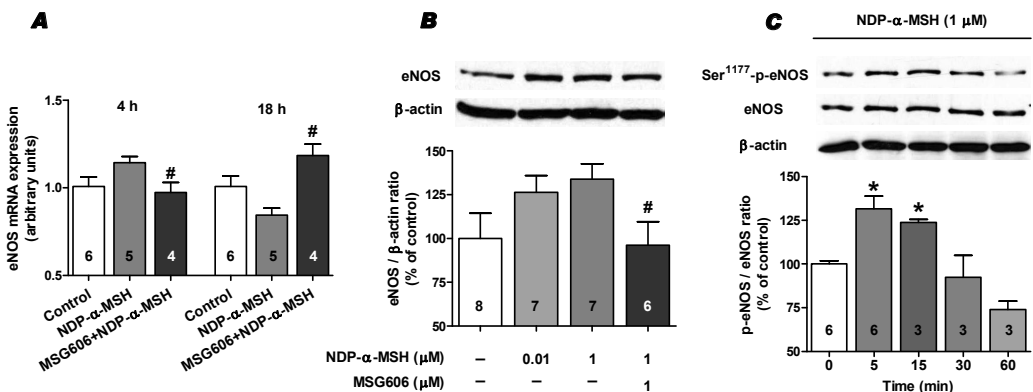 A
4 h
18 h
#
#
eNOS mRNA expression
(arbitrary units)
1.5
1.0
0.5
6
5
4
6
5
4
Control
NDP-α-MSH
MSG606+NDP-α-MSH
Control
NDP-α-MSH
MSG606+NDP-α-MSH
B
eNOS
β-actin
eNOS / β-actin ratio
(% of control)
150
125
100
75
50
#
8
7
7
6
NDP-α-MSH (μM) – 0.01 1 1
MSG606 (μM) – – – 1
C
NDP-α-MSH (1 μM)
Ser1177-p-eNOS
eNOS
β-actin
p-eNOS / eNOS ratio
(% of control)
150
125
100
75
50
*
*
6
6
3
3
3
0 5 15 30 60
Time (min)